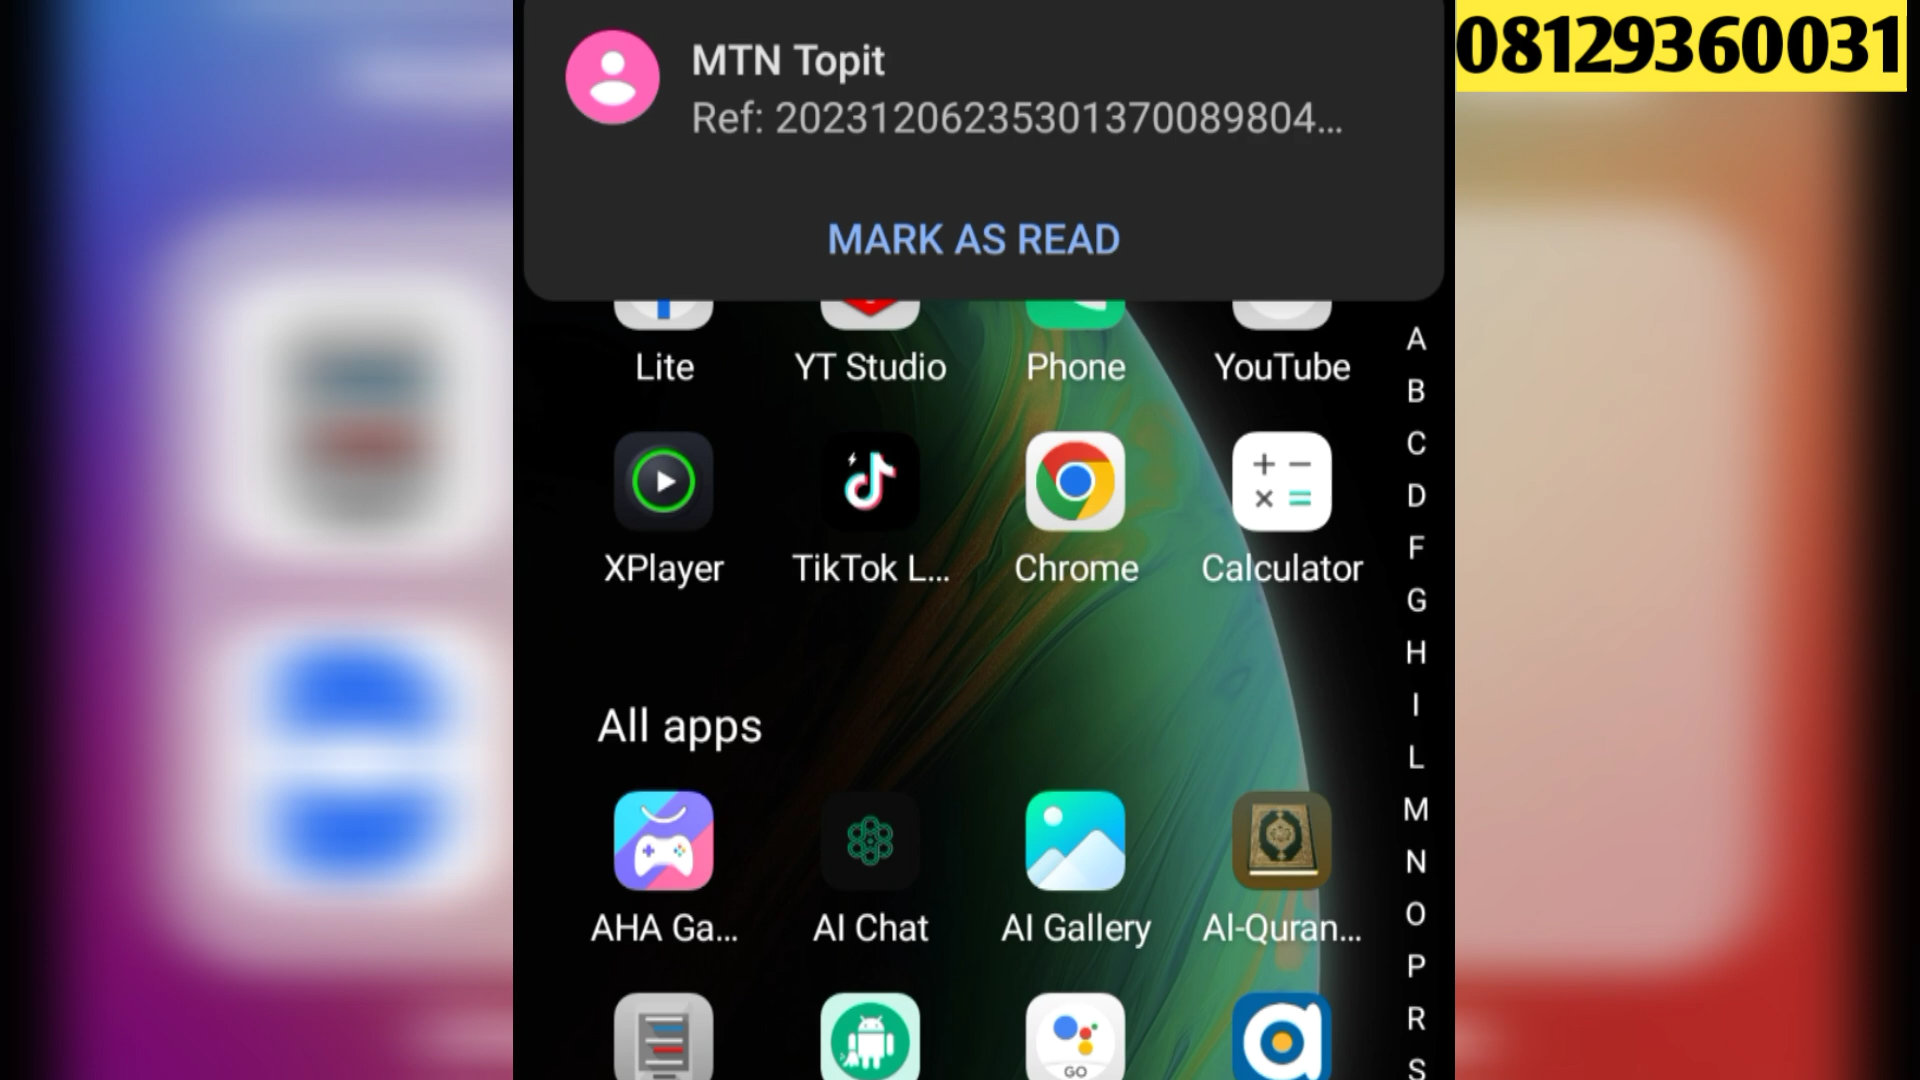 MTN Topit
Ref: 20231206235301370089804...
MARK AS READ
08129360031
Lite
YT Studio
Phone
YouTube
XPlayer
TikTok L...
Chrome
Calculator
All apps
AHA Ga...
AI Chat
AI Gallery
Al-Quran...
GO
A
B
C
D
F
G
H
I
L
M
N
O
P
R
S